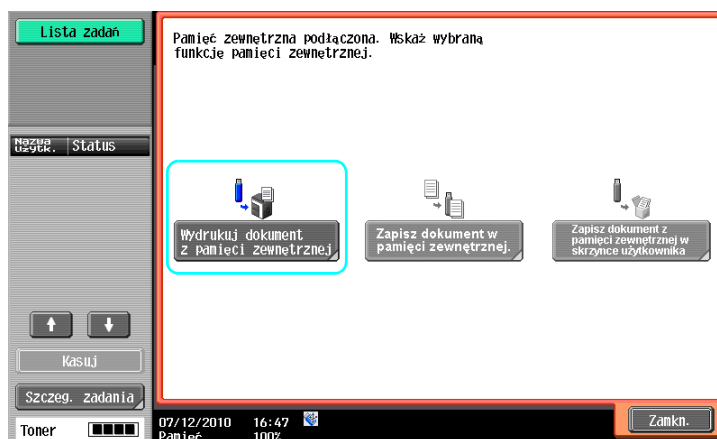 Lista zadań
Pamięć zewnętrzna podłączona. Wskaż wybraną
funkcję pamięci zewnętrznej.
Nazwa
użytk.
Status
Wydrukuj dokument
z pamięci zewnętrznej
Zapisz dokument w
pamięci zewnętrznej.
Zapisz dokument z
pamięci zewnętrznej w
skrzynce użytkownika
Kasuj
Szczeg. zadania
Toner
07/12/2010 16:47
Pamięć 100%
Zamkn.